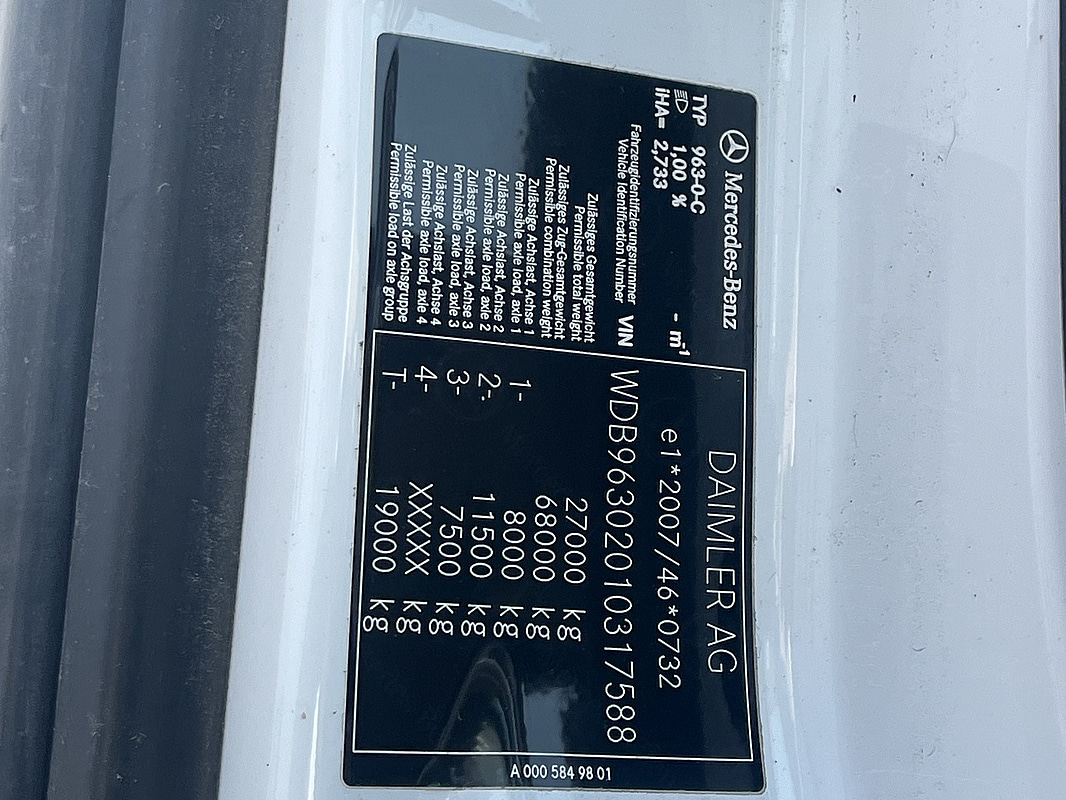 Mercedes-Benz
TYP 963-0-C
1,00 % - m-1
iHA= 2,733
DAIMLER AG
e1*2007/46*0732
Fahrzeugidentifizierungsnummer
Vehicle Identification Number VIN WDB96302010317588
Zulässiges Gesamtgewicht
Permissible total weight 27000 kg
Zulässiges Zug-Gesamtgewicht
Permissible combination weight 68000 kg
Zulässige Achslast, Achse 1
Permissible axle load, axle 1 1- 8000 kg
Zulässige Achslast, Achse 2
Permissible axle load, axle 2 2- 11500 kg
Zulässige Achslast, Achse 3
Permissible axle load, axle 3 3- 7500 kg
Zulässige Achslast, Achse 4
Permissible axle load, axle 4 4- XXXXX kg
Zulässige Last der Achsgruppe
Permissible load on axle group T- 19000 kg
A 000 584 98 01